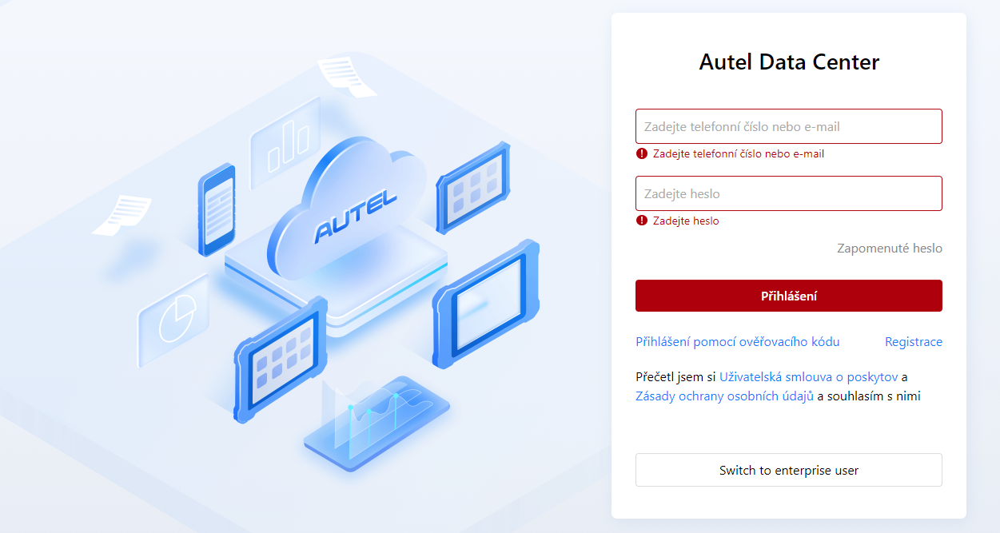 AUTEL
Autel Data Center
Zadejte telefonní číslo nebo e-mail
Zadejte telefonní číslo nebo e-mail
Zadejte heslo
Zadejte heslo
Zapomenuté heslo
Přihlášení
Přihlášení pomocí ověřovacího kódu Registrace
Přečetl jsem si Uživatelská smlouva o poskytov a
Zásady ochrany osobních údajů a souhlasím s nimi
Switch to enterprise user